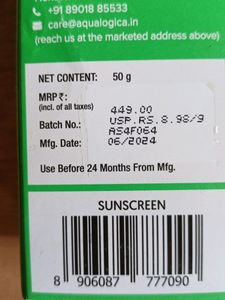 +91 89018 85533
care@aqualogica.in
(reach us at the marketed address above)
NET CONTENT: 50 g
MRP ₹: 449.00
(incl. of all taxes) USP.RS.8.98/9
Batch No.: AS4F064
Mfg. Date: 06/2024
Use Before 24 Months From Mfg.
SUNSCREEN
8 906087 777090